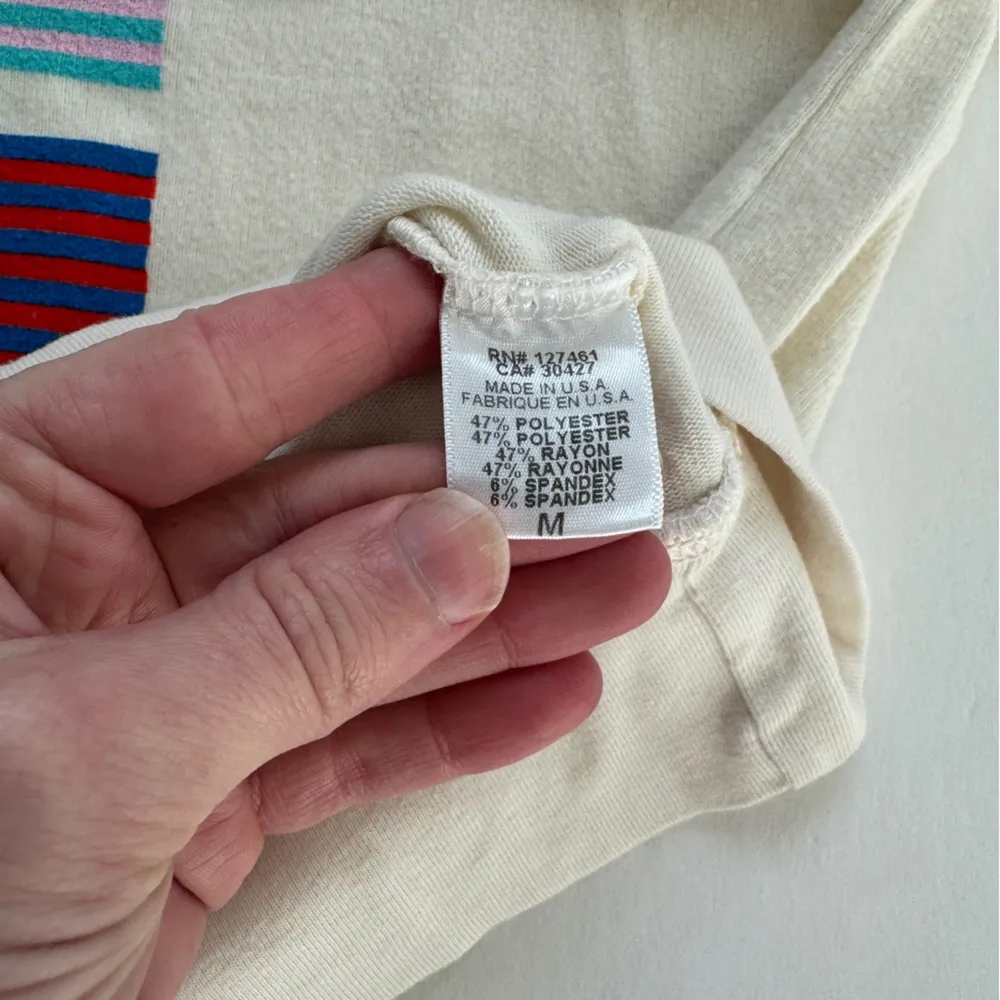 RN# 127461
CA# 30427
MADE IN U.S.A.
FABRIQUE EN U.S.A.
47% POLYESTER
47% POLYESTER
47% RAYON
47% RAYONNE
6% SPANDEX
6% SPANDEX
M